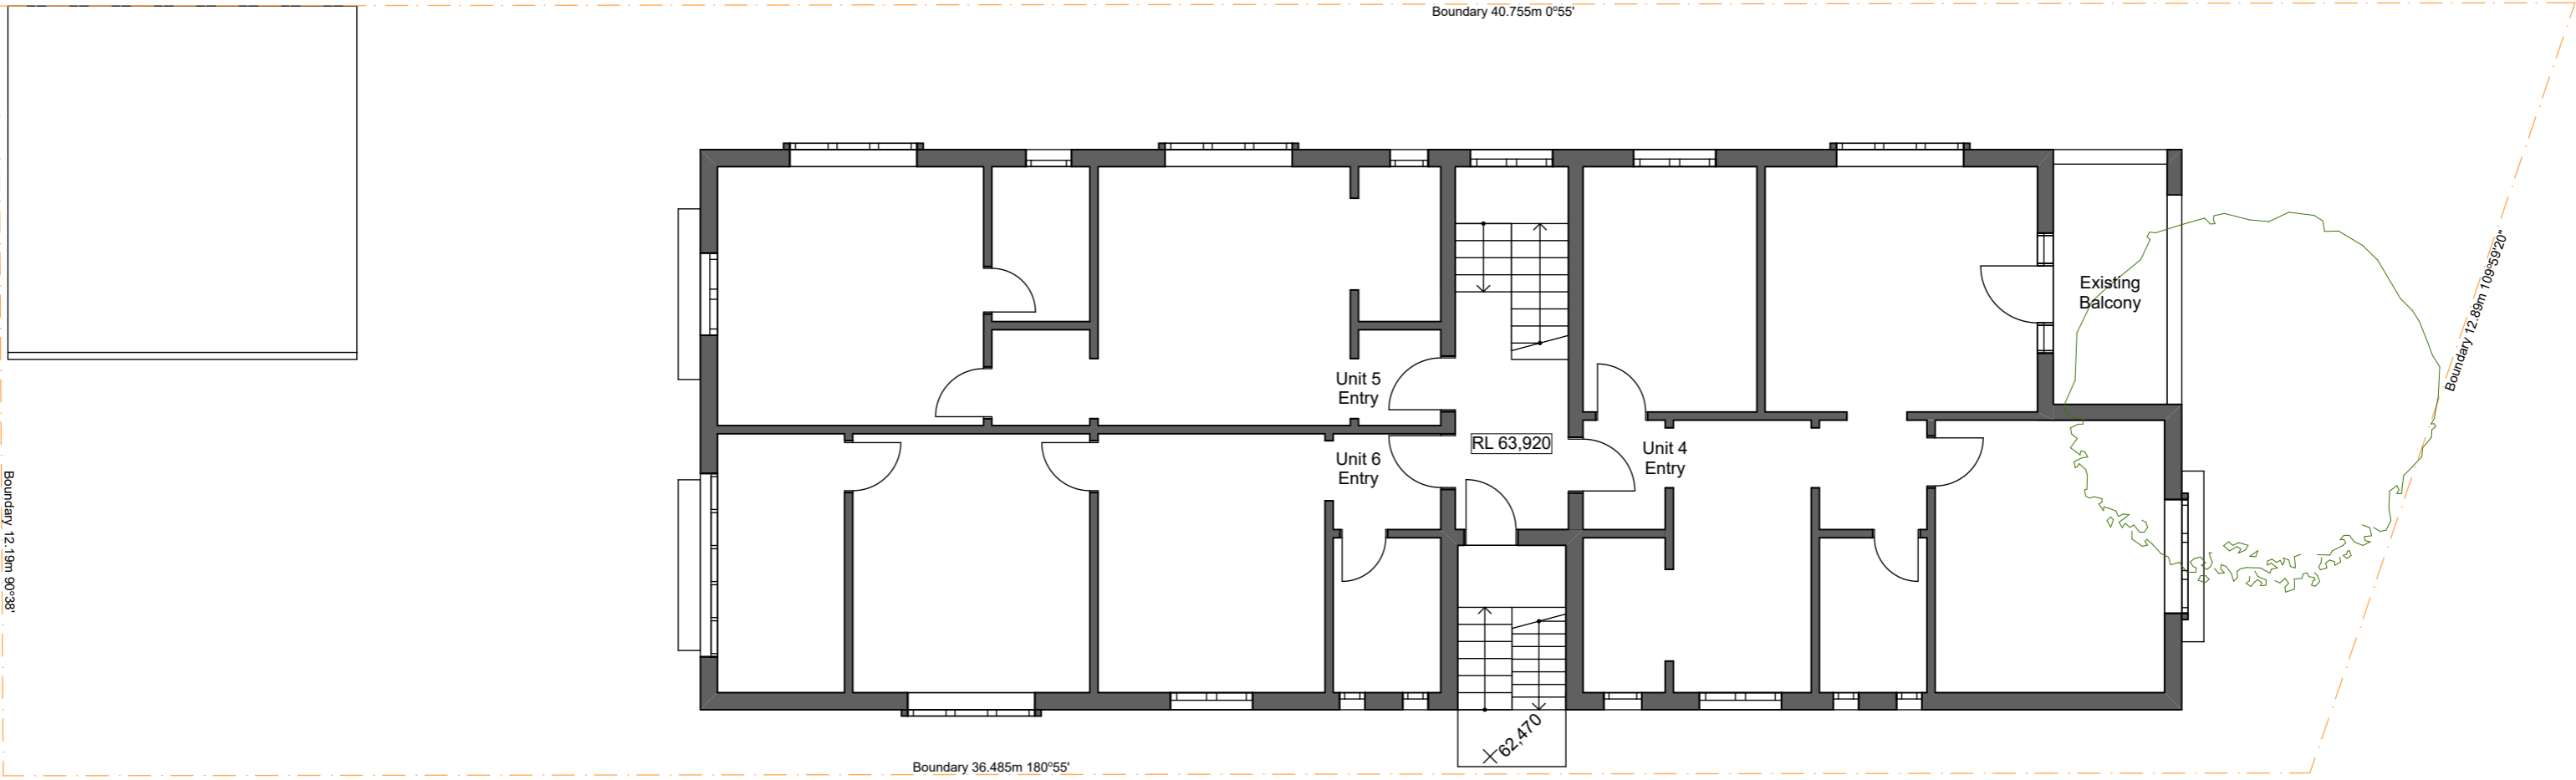 Boundary 40.755m 0°55'
Existing
Balcony
Boundary 12.89m 109°59'20"
Unit 5
Entry
RL 63,920
Unit 4
Entry
Unit 6
Entry
Boundary 12.19m 90°38'
62,470
Boundary 36.485m 180°55'